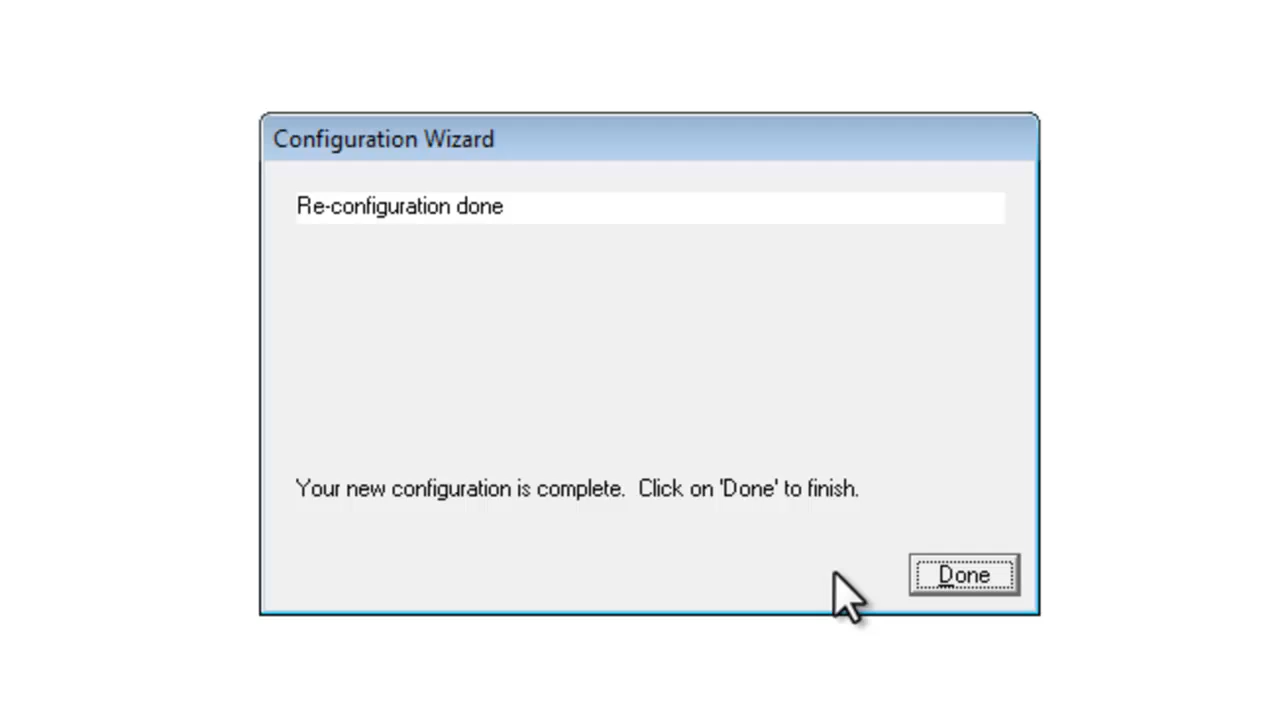 Configuration Wizard
Re-configuration done
Your new configuration is complete.  Click on 'Done' to finish.
Done